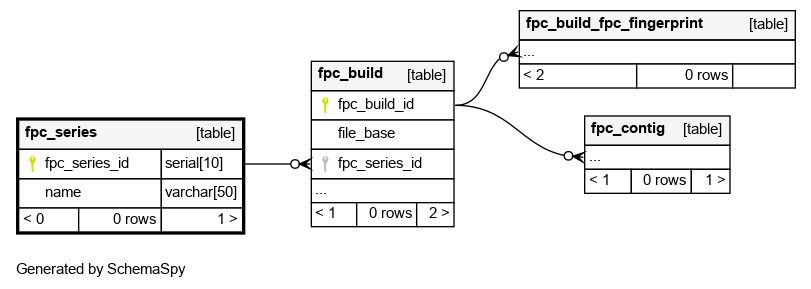 fpc_series [table]
fpc_series_id serial[10]
name varchar[50]
< 0 0 rows 1 >
fpc_build [table]
fpc_build_id
file_base
fpc_series_id
...
< 1 0 rows 2 >
fpc_build_fpc_fingerprint [table]
...
< 2 0 rows
fpc_contig [table]
...
< 1 0 rows 1 >
Generated by SchemaSpy